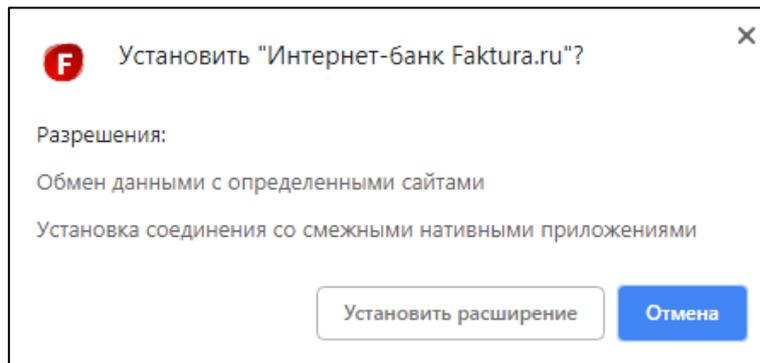 F
Установить "Интернет-банк Faktura.ru"?
Разрешения:
Обмен данными с определенными сайтами
Установка соединения со смежными нативными приложениями
Установить расширение
Отмена